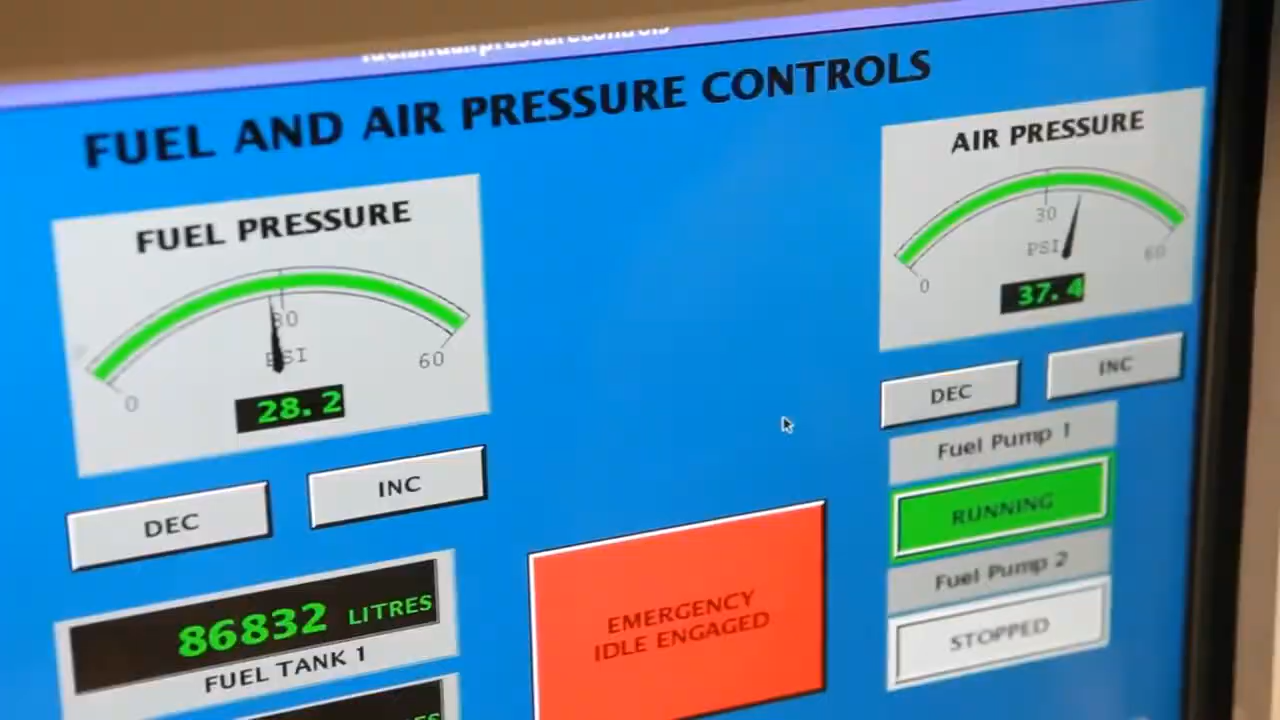 fuelandairpressurecontrols
FUEL AND AIR PRESSURE CONTROLS
FUEL PRESSURE
30
PSI
0
60
28.2
DEC
INC
86832 LITRES
FUEL TANK 1
EMERGENCY
IDLE ENGAGED
AIR PRESSURE
30
PSI
0
60
37.4
DEC
INC
Fuel Pump 1
RUNNING
Fuel Pump 2
STOPPED